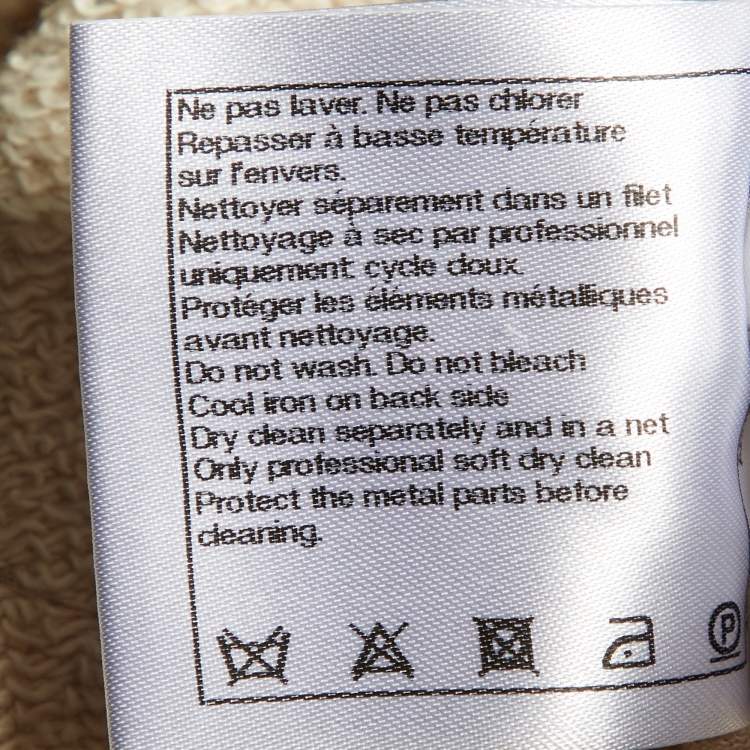 Ne pas laver. Ne pas chlorer
Repasser à basse température
sur l'envers.
Nettoyer séparement dans un filet
Nettoyage à sec par professionnel
uniquement cycle doux.
Protéger les éléments métalliques
avant nettoyage.
Do not wash. Do not bleach
Cool iron on back side
Dry clean separately and in a net
Only professional soft dry clean
Protect the metal parts before
cleaning.
P